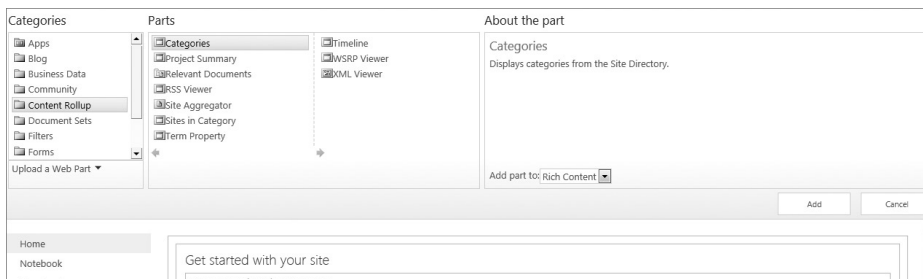 Categories
Apps
Blog
Business Data
Community
Content Rollup
Document Sets
Filters
Forms
Upload a Web Part
Parts
Categories
Project Summary
Relevant Documents
RSS Viewer
Site Aggregator
Sites in Category
Term Property
Timeline
WSRP Viewer
XML Viewer
About the part
Categories
Displays categories from the Site Directory.
Add part to: Rich Content
Add
Cancel
Home
Notebook
Get started with your site